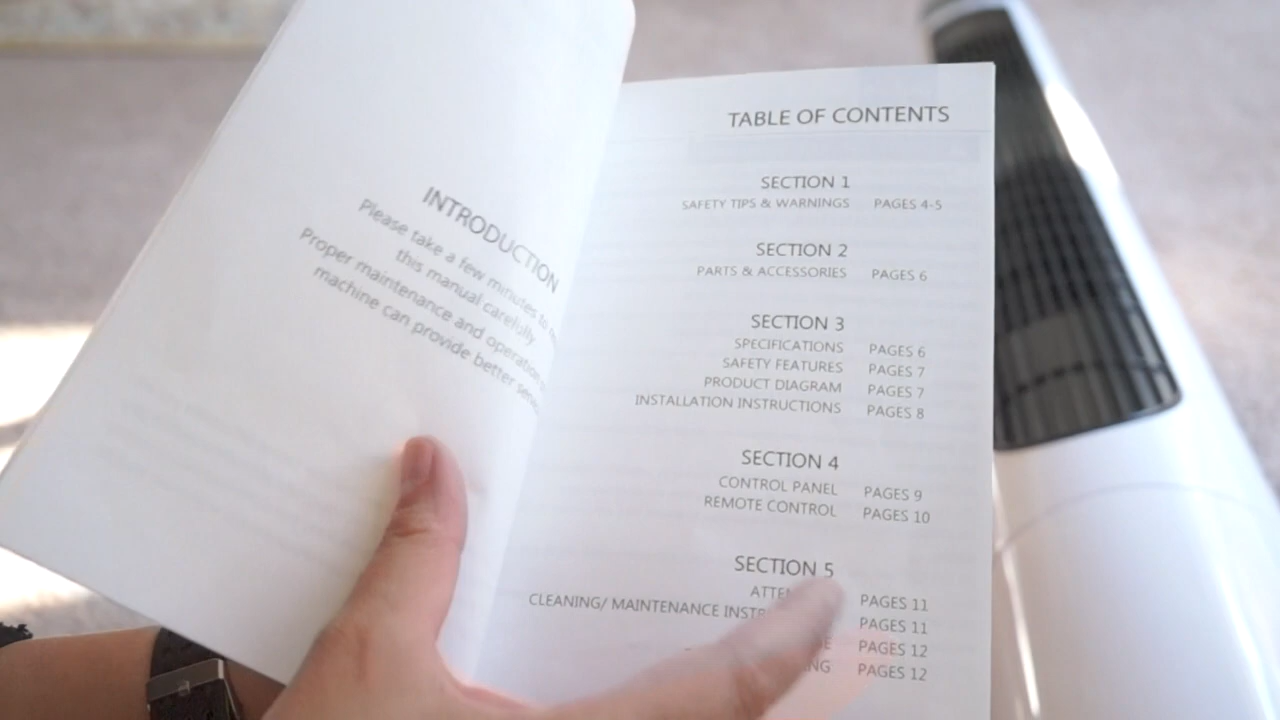 INTRODUCTION
Please take a few miniutes to
this manual carefully
Proper maintenance and operation
machine can provide better
TABLE OF CONTENTS
SECTION 1
SAFETY TIPS & WARNINGS PAGES 4-5
SECTION 2
PARTS & ACCESSORIES PAGES 6
SECTION 3
SPECIFICATIONS PAGES 6
SAFETY FEATURES PAGES 7
PRODUCT DIAGRAM PAGES 7
INSTALLATION INSTRUCTIONS PAGES 8
SECTION 4
CONTROL PANEL PAGES 9
REMOTE CONTROL PAGES 10
SECTION 5
PAGES 11
CLEANING/ MAINTENANCE PAGES 11
PAGES 12
PAGES 12